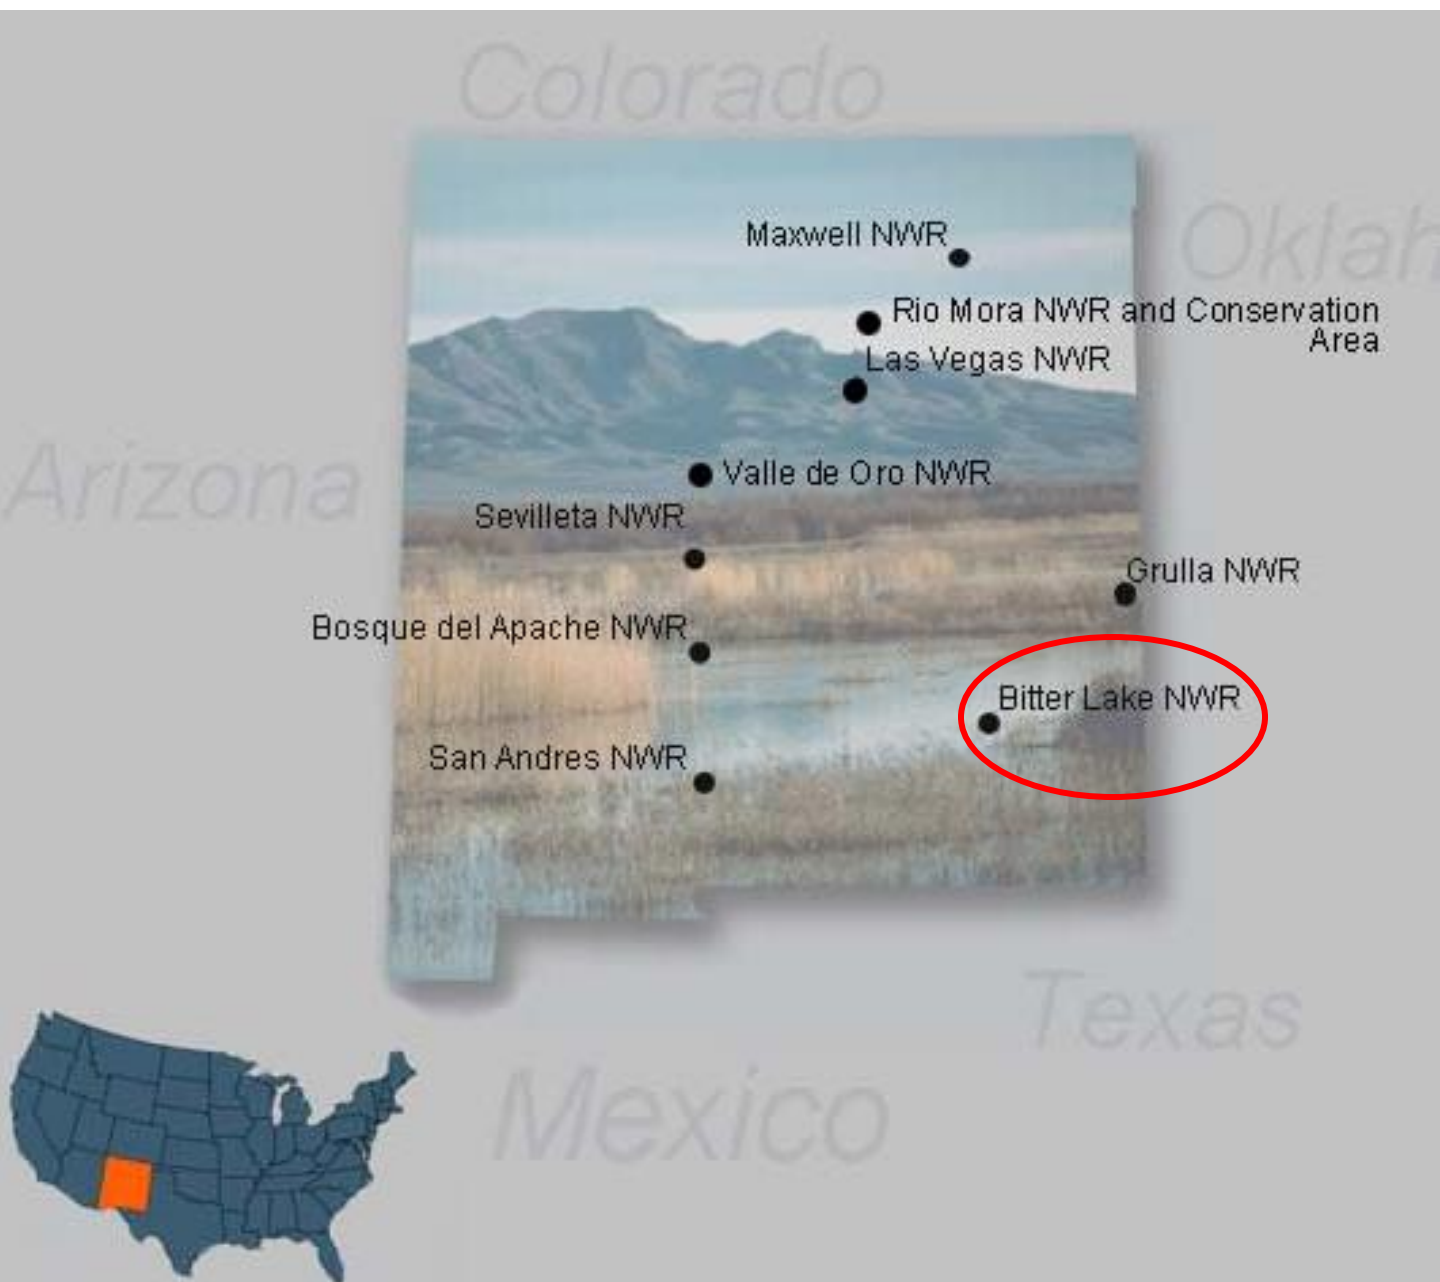 Colorado
Maxwell NWR
Oklah
Rio Mora NWR and Conservation
Area
Las Vegas NWR
Arizona
Valle de Oro NWR
Sevilleta NWR
Grulla NWR
Bosque del Apache NWR
Bitter Lake NWR
San Andres NWR
Texas
Mexico